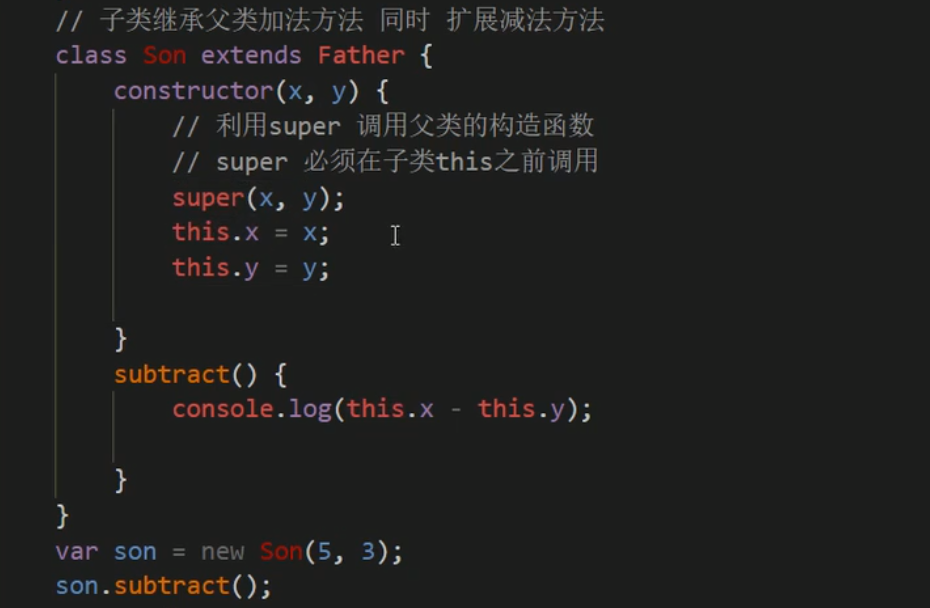 // 子类继承父类加法方法 同时 扩展减法方法
class Son extends Father {
constructor(x, y) {
// 利用super 调用父类的构造函数
// super 必须在子类this之前调用
super(x, y);
this.x = x;
this.y = y;
}
subtract() {
console.log(this.x - this.y);
}
}
var son = new Son(5, 3);
son.subtract();